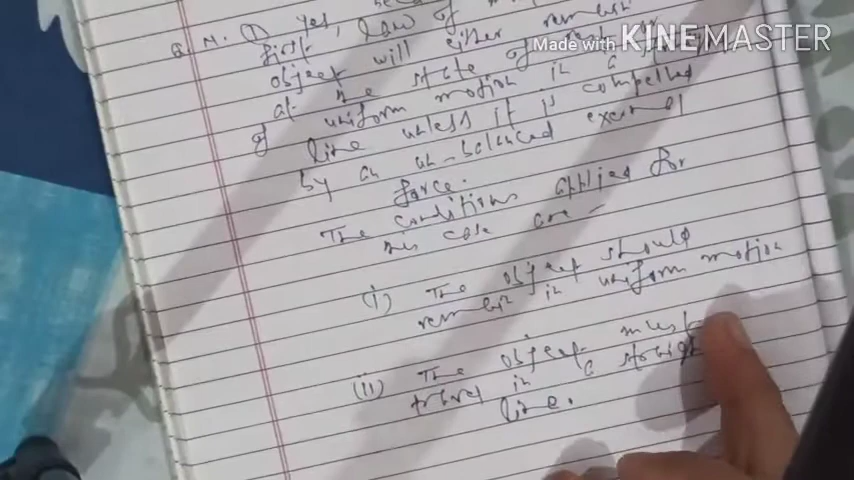 Made with KINEMASTER
Yes,
first law of
object will either remain
at the state of rest
of uniform motion in a
line unless it is compelled
by an un-balanced external
force.
The conditions applied for
this case are -
(i) The object should
remain in uniform motion
(ii) The object must
travel in a straight
line.